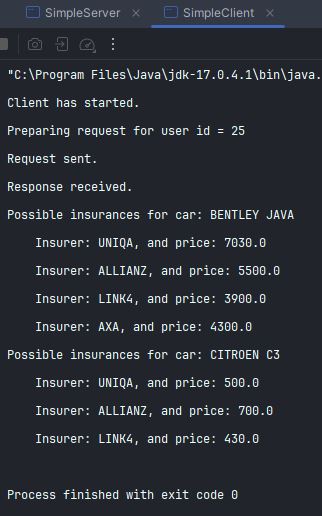 SimpleServer
SimpleClient
"C:\Program Files\Java\jdk-17.0.4.1\bin\java.
Client has started.
Preparing request for user id = 25
Request sent.
Response received.
Possible insurances for car: BENTLEY JAVA
Insurer: UNIQA, and price: 7030.0
Insurer: ALLIANZ, and price: 5500.0
Insurer: LINK4, and price: 3900.0
Insurer: AXA, and price: 4300.0
Possible insurances for car: CITROEN C3
Insurer: UNIQA, and price: 500.0
Insurer: ALLIANZ, and price: 700.0
Insurer: LINK4, and price: 430.0
Process finished with exit code 0